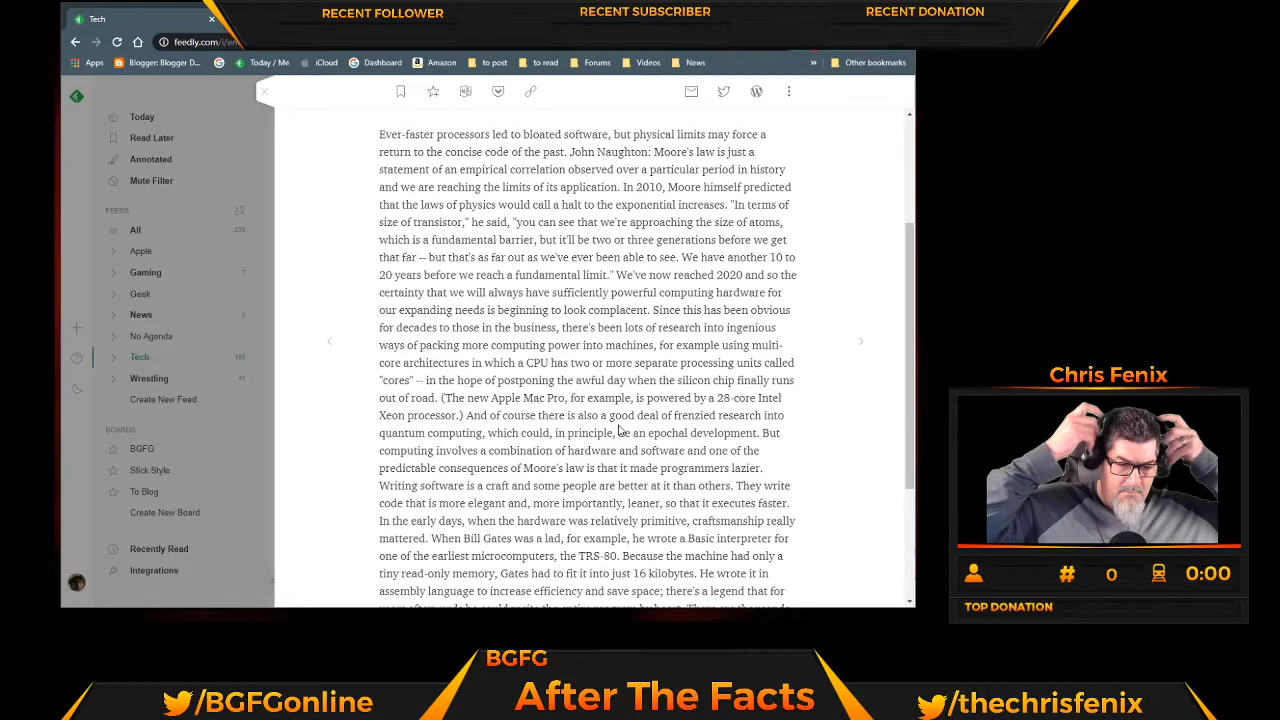 RECENT FOLLOWER
RECENT SUBSCRIBER
RECENT DONATION
Tech
feedly.com/i/en
Apps
Blogger: Blogger D...
Today / Me
iCloud
Dashboard
Amazon
to post
to read
Forums
Videos
News
»
Other bookmarks
Today
Read Later
Annotated
Mute Filter
FEEDS
All 235
Apple
Gaming 7
Geek
News 2
No Agenda
Tech 183
Wrestling
Create New Feed
BOARDS
BGFG
Slick Style
To Blog
Create New Board
Recently Read
Integrations
Ever-faster processors led to bloated software, but physical limits may force a
return to the concise code of the past. John Naughton: Moore's law is just a
statement of an empirical correlation observed over a particular period in history
and we are reaching the limits of its application. In 2010, Moore himself predicted
that the laws of physics would call a halt to the exponential increases. "In terms of
size of transistor," he said, "you can see that we're approaching the size of atoms,
which is a fundamental barrier, but it'll be two or three generations before we get
that far -- but that's as far out as we've ever been able to see. We have another 10 to
20 years before we reach a fundamental limit." We've now reached 2020 and so the
certainty that we will always have sufficiently powerful computing hardware for
our expanding needs is beginning to look complacent. Since this has been obvious
for decades to those in the business, there's been lots of research into ingenious
ways of packing more computing power into machines, for example using multi-
core architectures in which a CPU has two or more separate processing units called
"cores" -- in the hope of postponing the awful day when the silicon chip finally runs
out of road. (The new Apple Mac Pro, for example, is powered by a 28-core Intel
Xeon processor.) And of course there is also a good deal of frenzied research into
quantum computing, which could, in principle, be an epochal development. But
computing involves a combination of hardware and software and one of the
predictable consequences of Moore's law is that it made programmers lazier.
Writing software is a craft and some people are better at it than others. They write
code that is more elegant and, more importantly, leaner, so that it executes faster.
In the early days, when the hardware was relatively primitive, craftsmanship really
mattered. When Bill Gates was a lad, for example, he wrote a Basic interpreter for
one of the earliest microcomputers, the TRS-80. Because the machine had only a
tiny read-only memory, Gates had to fit it into just 16 kilobytes. He wrote it in
assembly language to increase efficiency and save space; there's a legend that for
years afterwards he could recite the entire program by heart. There are thousands
Chris Fenix
# 0 0:00
TOP DONATION
BGFG
After The Facts
/BGFGonline
/thechrisfenix